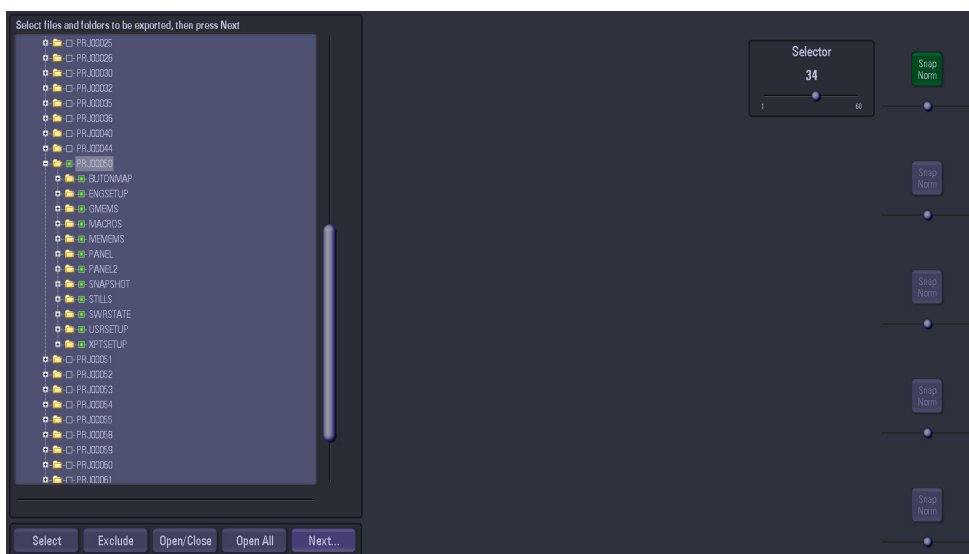 Select files and folders to be exported, then press Next
PRJ00025
PRJ00026
PRJ00030
PRJ00032
PRJ00035
PRJ00036
PRJ00040
PRJ00044
PRJ00050
BUTONMAP
ENGSETUP
GMEMS
MACROS
MEMEMS
PANEL
PANEL2
SNAPSHOT
STILLS
SWRSTATE
USRSETUP
XPTSETUP
PRJ00051
PRJ00052
PRJ00053
PRJ00054
PRJ00055
PRJ00058
PRJ00059
PRJ00060
PRJ00061
Select Exclude Open/Close Open All Next...
Selector
34
1 60
Snap
Norm
Snap
Norm
Snap
Norm
Snap
Norm
Snap
Norm